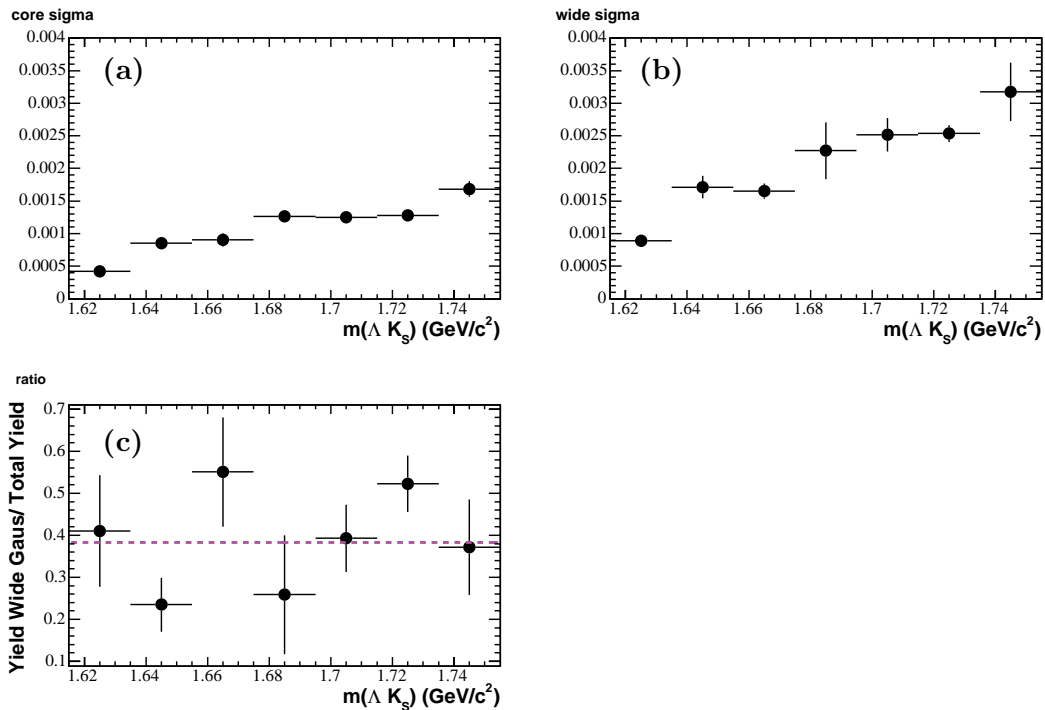 core sigma
(a)
0.004
0.0035
0.003
0.0025
0.002
0.0015
0.001
0.0005
0
1.62 1.64 1.66 1.68 1.7 1.72 1.74
m(Λ K_S) (GeV/c²)
wide sigma
(b)
0.004
0.0035
0.003
0.0025
0.002
0.0015
0.001
0.0005
0
1.62 1.64 1.66 1.68 1.7 1.72 1.74
m(Λ K_S) (GeV/c²)
ratio
Yield Wide Gaus/ Total Yield
(c)
0.7
0.6
0.5
0.4
0.3
0.2
0.1
1.62 1.64 1.66 1.68 1.7 1.72 1.74
m(Λ K_S) (GeV/c²)